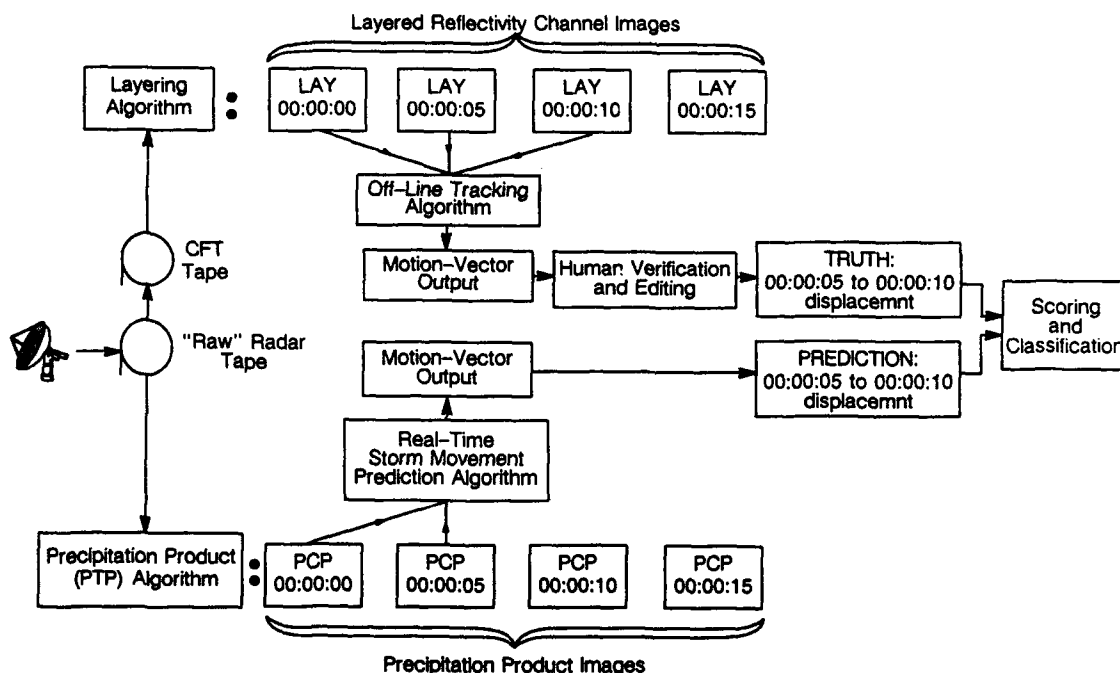 Layered Reflectivity Channel Images
Layering
Algorithm
LAY
00:00:00
LAY
00:00:05
LAY
00:00:10
LAY
00:00:15
Off-Line Tracking
Algorithm
CFT
Tape
Motion-Vector
Output
Human Verification
and Editing
TRUTH:
00:00:05 to 00:00:10
displacemnt
Scoring
and
Classification
"Raw" Radar
Tape
Motion-Vector
Output
PREDICTION:
00:00:05 to 00:00:10
displacemnt
Real-Time
Storm Movement
Prediction Algorithm
Precipitation Product
(PTP) Algorithm
PCP
00:00:00
PCP
00:00:05
PCP
00:00:10
PCP
00:00:15
Precipitation Product Images